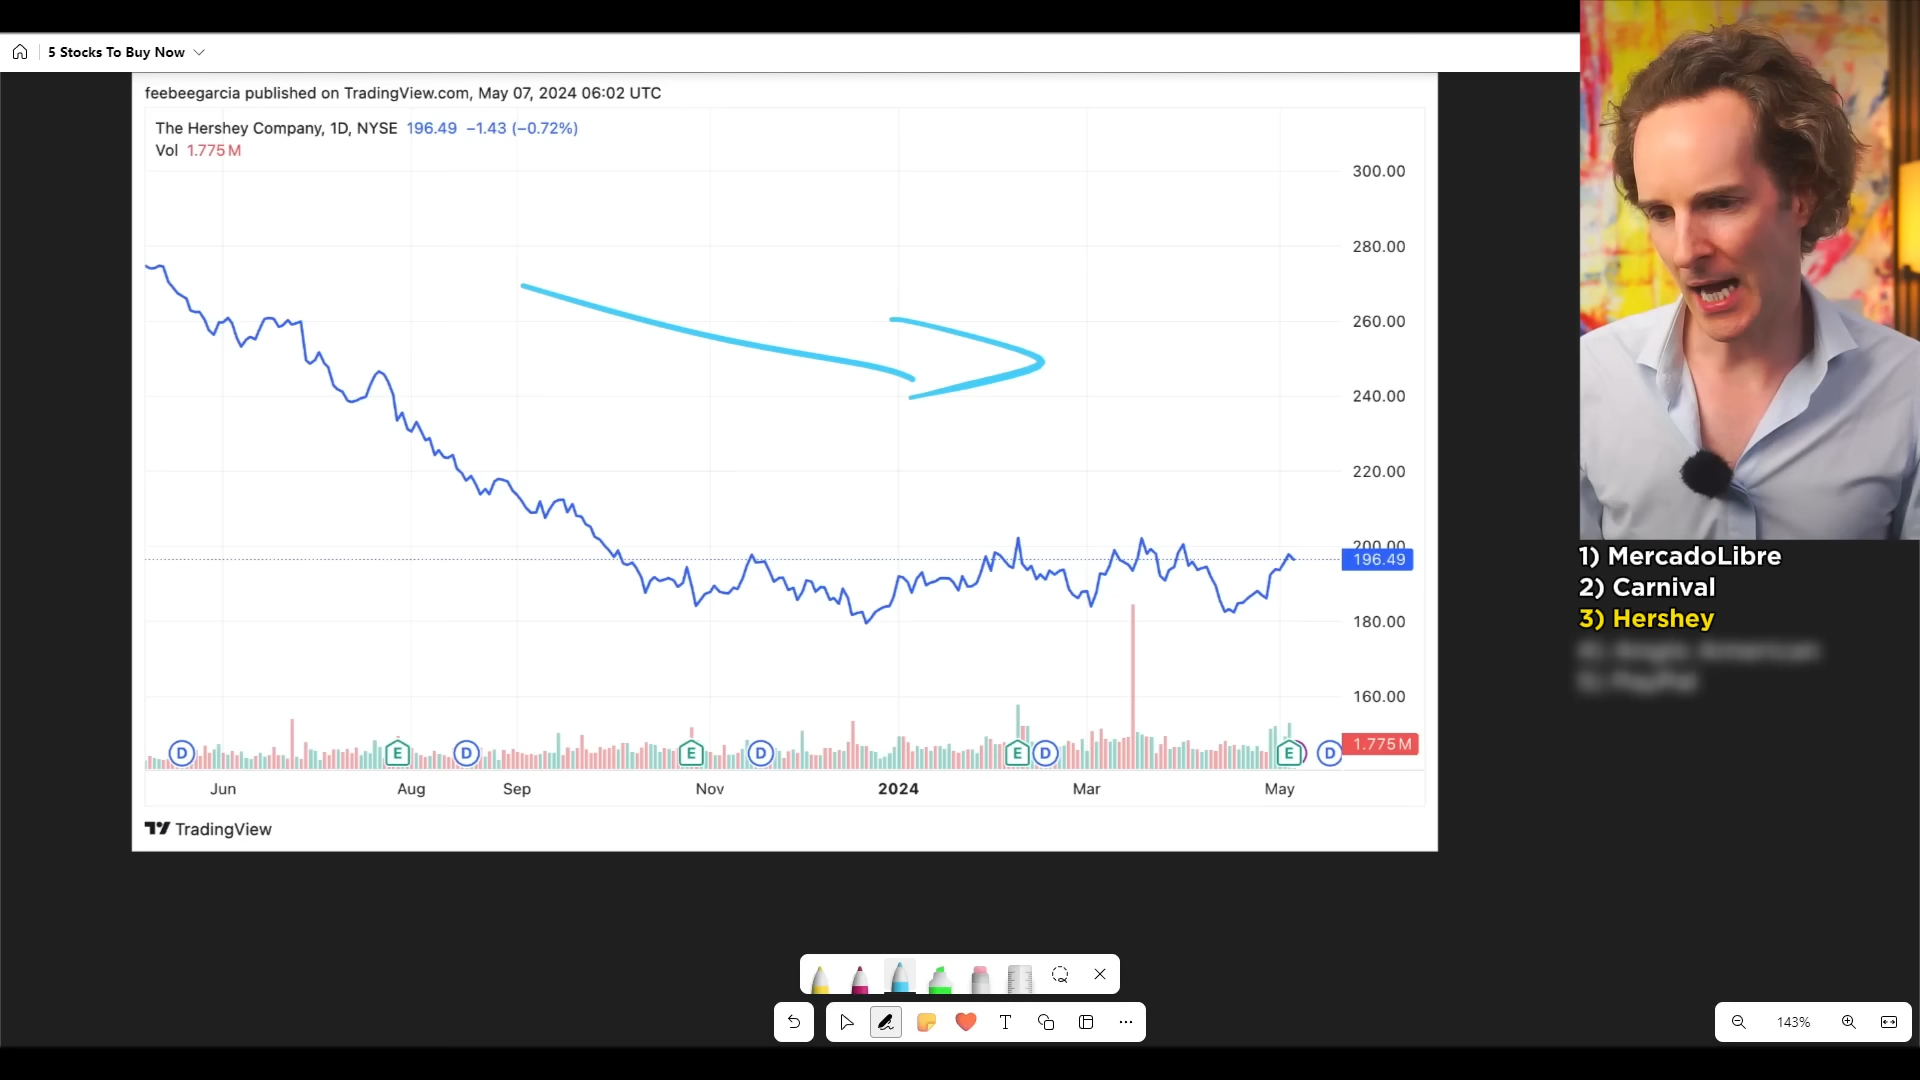 5 Stocks To Buy Now
feebeegarcia published on TradingView.com, May 07, 2024 06:02 UTC
The Hershey Company, 1D, NYSE 196.49 −1.43 (−0.72%)
Vol 1.775 M
300.00
280.00
260.00
240.00
220.00
200.00
196.49
180.00
160.00
1.775 M
D E D E D E D E D
Jun Aug Sep Nov 2024 Mar May
TradingView
1) MercadoLibre
2) Carnival
3) Hershey
T
143%